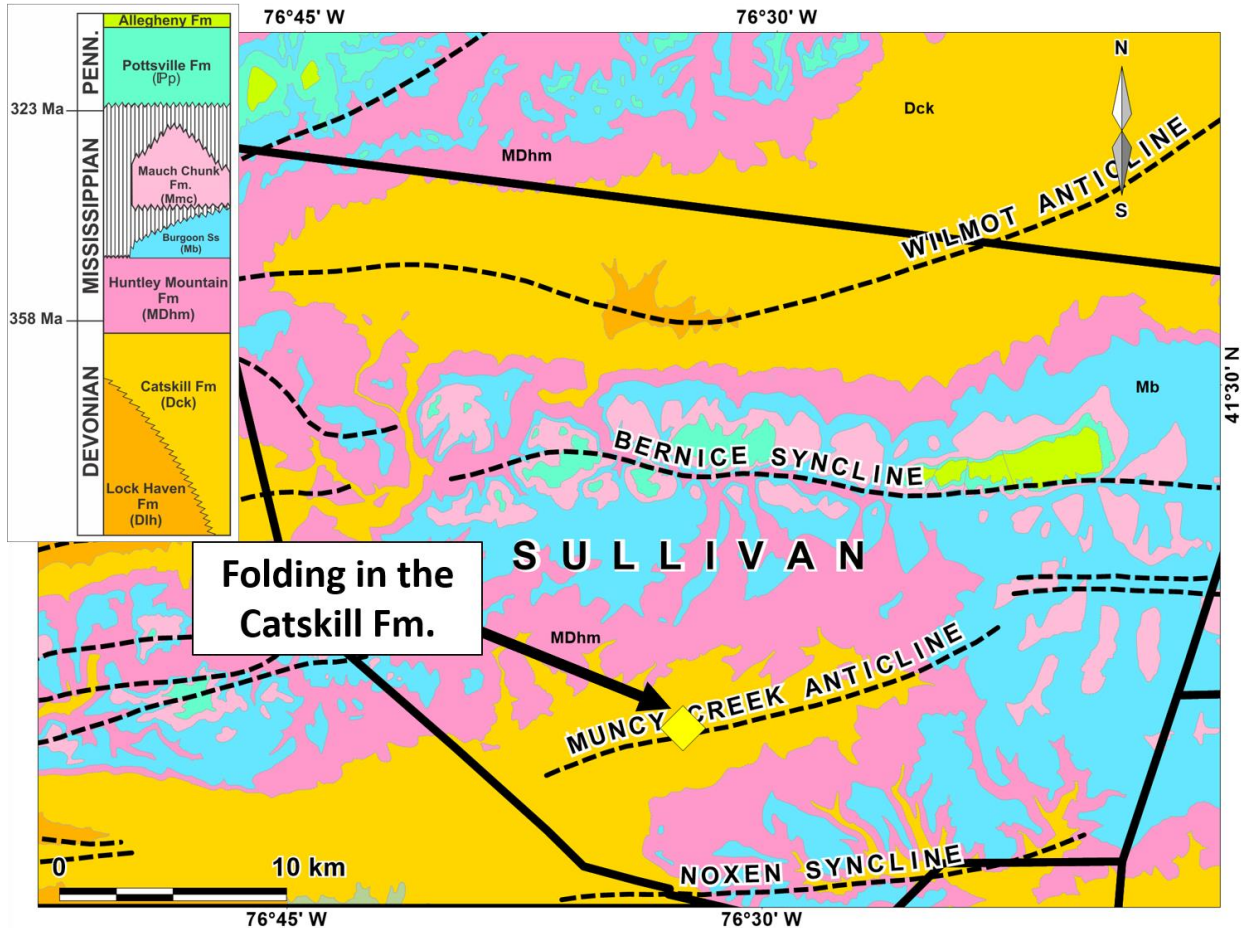 Allegheny Fm
PENN.
Pottsville Fm
(ℙp)
323 Ma
MISSISSIPPIAN
Mauch Chunk
Fm.
(Mmc)
Burgoon Ss
(Mb)
Huntley Mountain
Fm
(MDhm)
358 Ma
DEVONIAN
Catskill Fm
(Dck)
Lock Haven
Fm
(Dlh)
76°45' W
76°30' W
N
S
Dck
MDhm
WILMOT ANTICLINE
41°30' N
Mb
BERNICE SYNCLINE
SULLIVAN
Folding in the
Catskill Fm.
MDhm
MUNCY CREEK ANTICLINE
NOXEN SYNCLINE
0
10 km
76°45' W
76°30' W